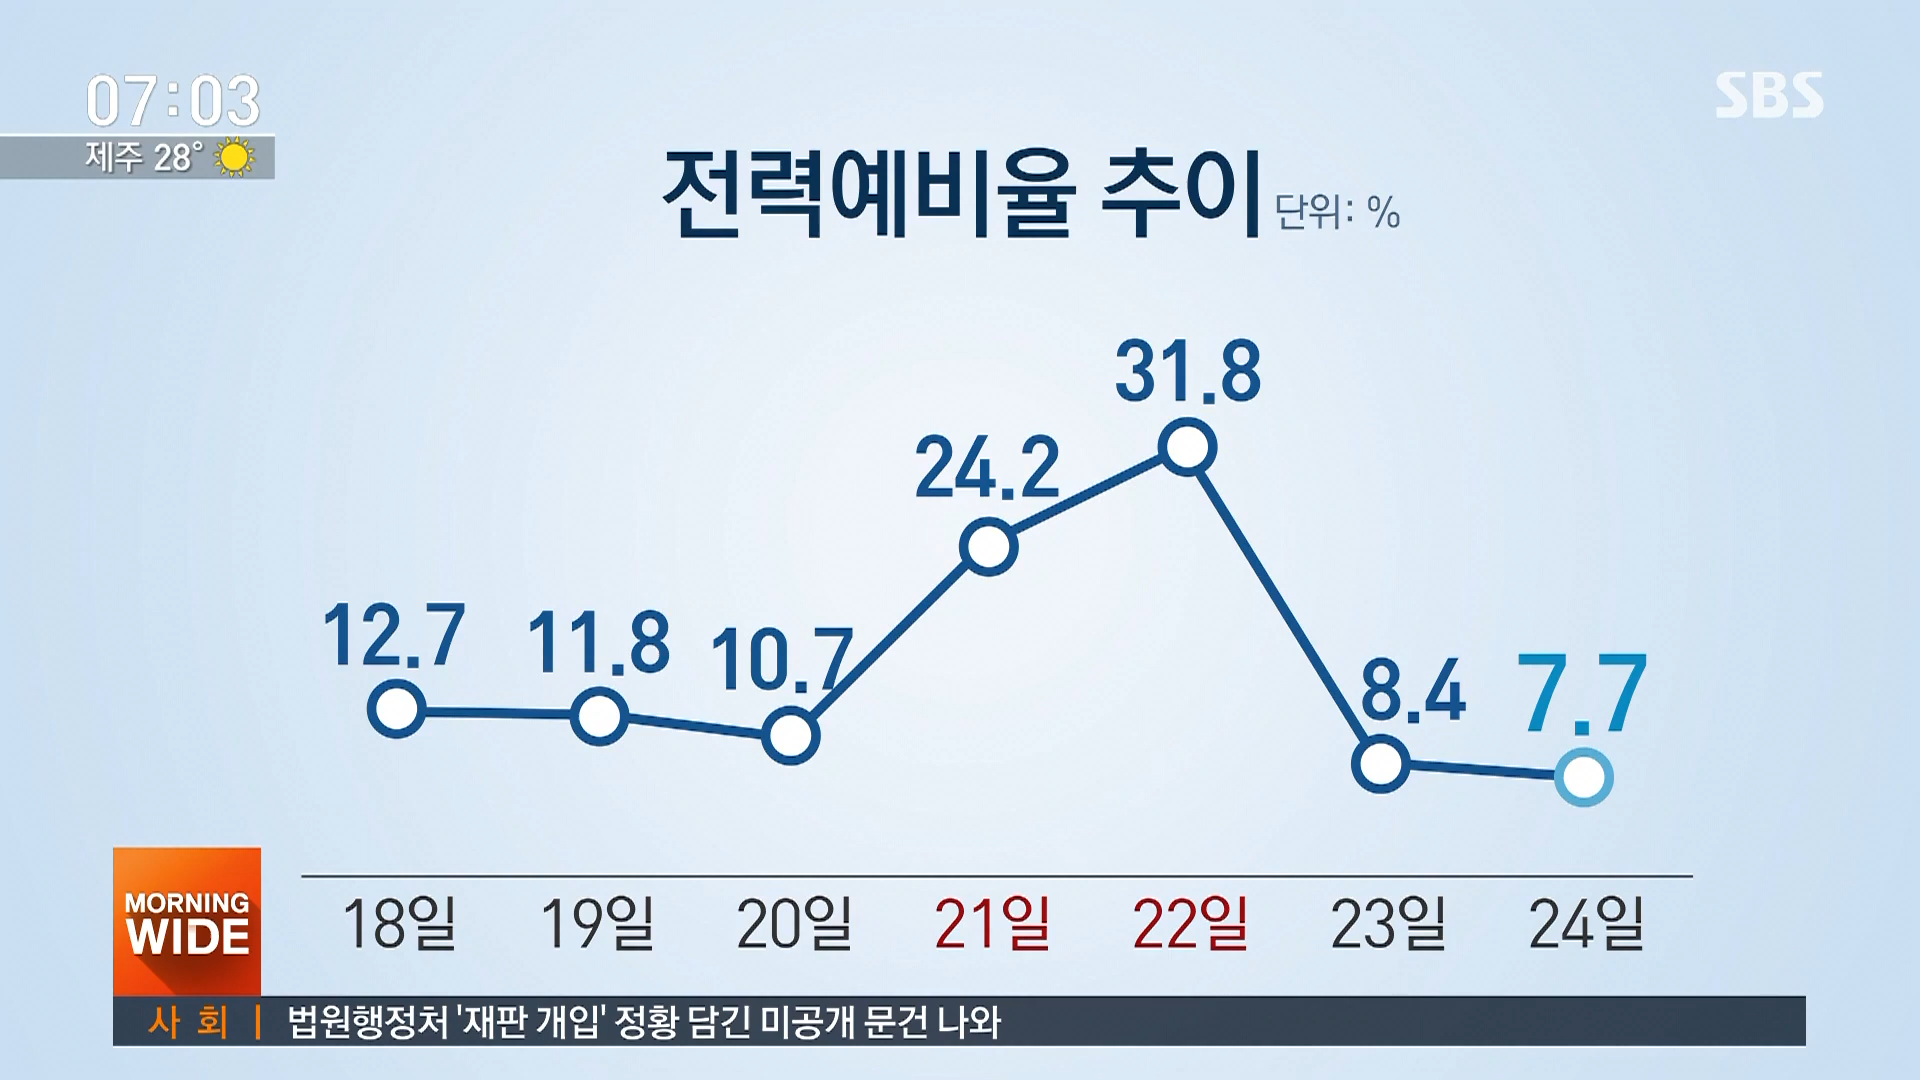 07:03
제주 28°
SBS
전력예비율 추이 단위: %
12.7 11.8 10.7 24.2 31.8 8.4 7.7
18일 19일 20일 21일 22일 23일 24일
MORNING
WIDE
사회 | 법원행정처 '재판 개입' 정황 담긴 미공개 문건 나와